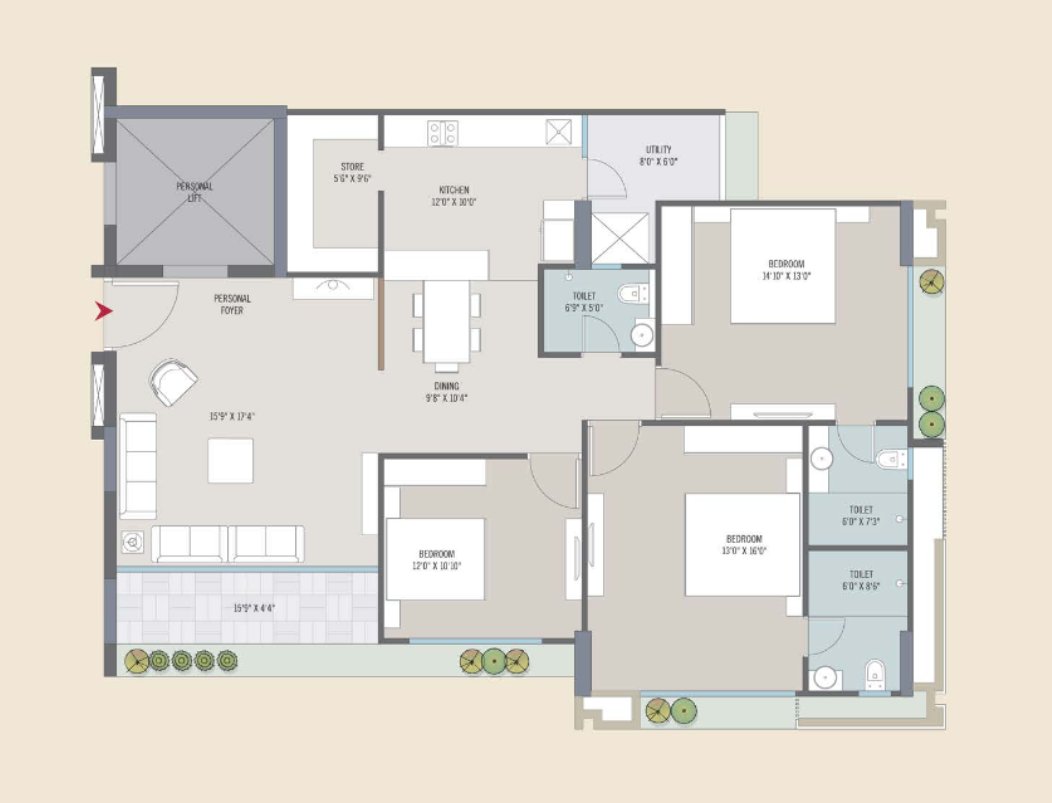 PERSONAL
LIFT
STORE
5'6" X 9'6"
KITCHEN
12'0" X 10'0"
UTILITY
8'0" X 6'0"
BEDROOM
14'10" X 13'0"
PERSONAL
FOYER
TOILET
6'9" X 5'0"
DINING
9'8" X 10'4"
15'9" X 17'4"
BEDROOM
12'0" X 10'10"
BEDROOM
13'0" X 16'0"
TOILET
6'0" X 7'3"
TOILET
6'0" X 8'6"
15'9" X 4'4"